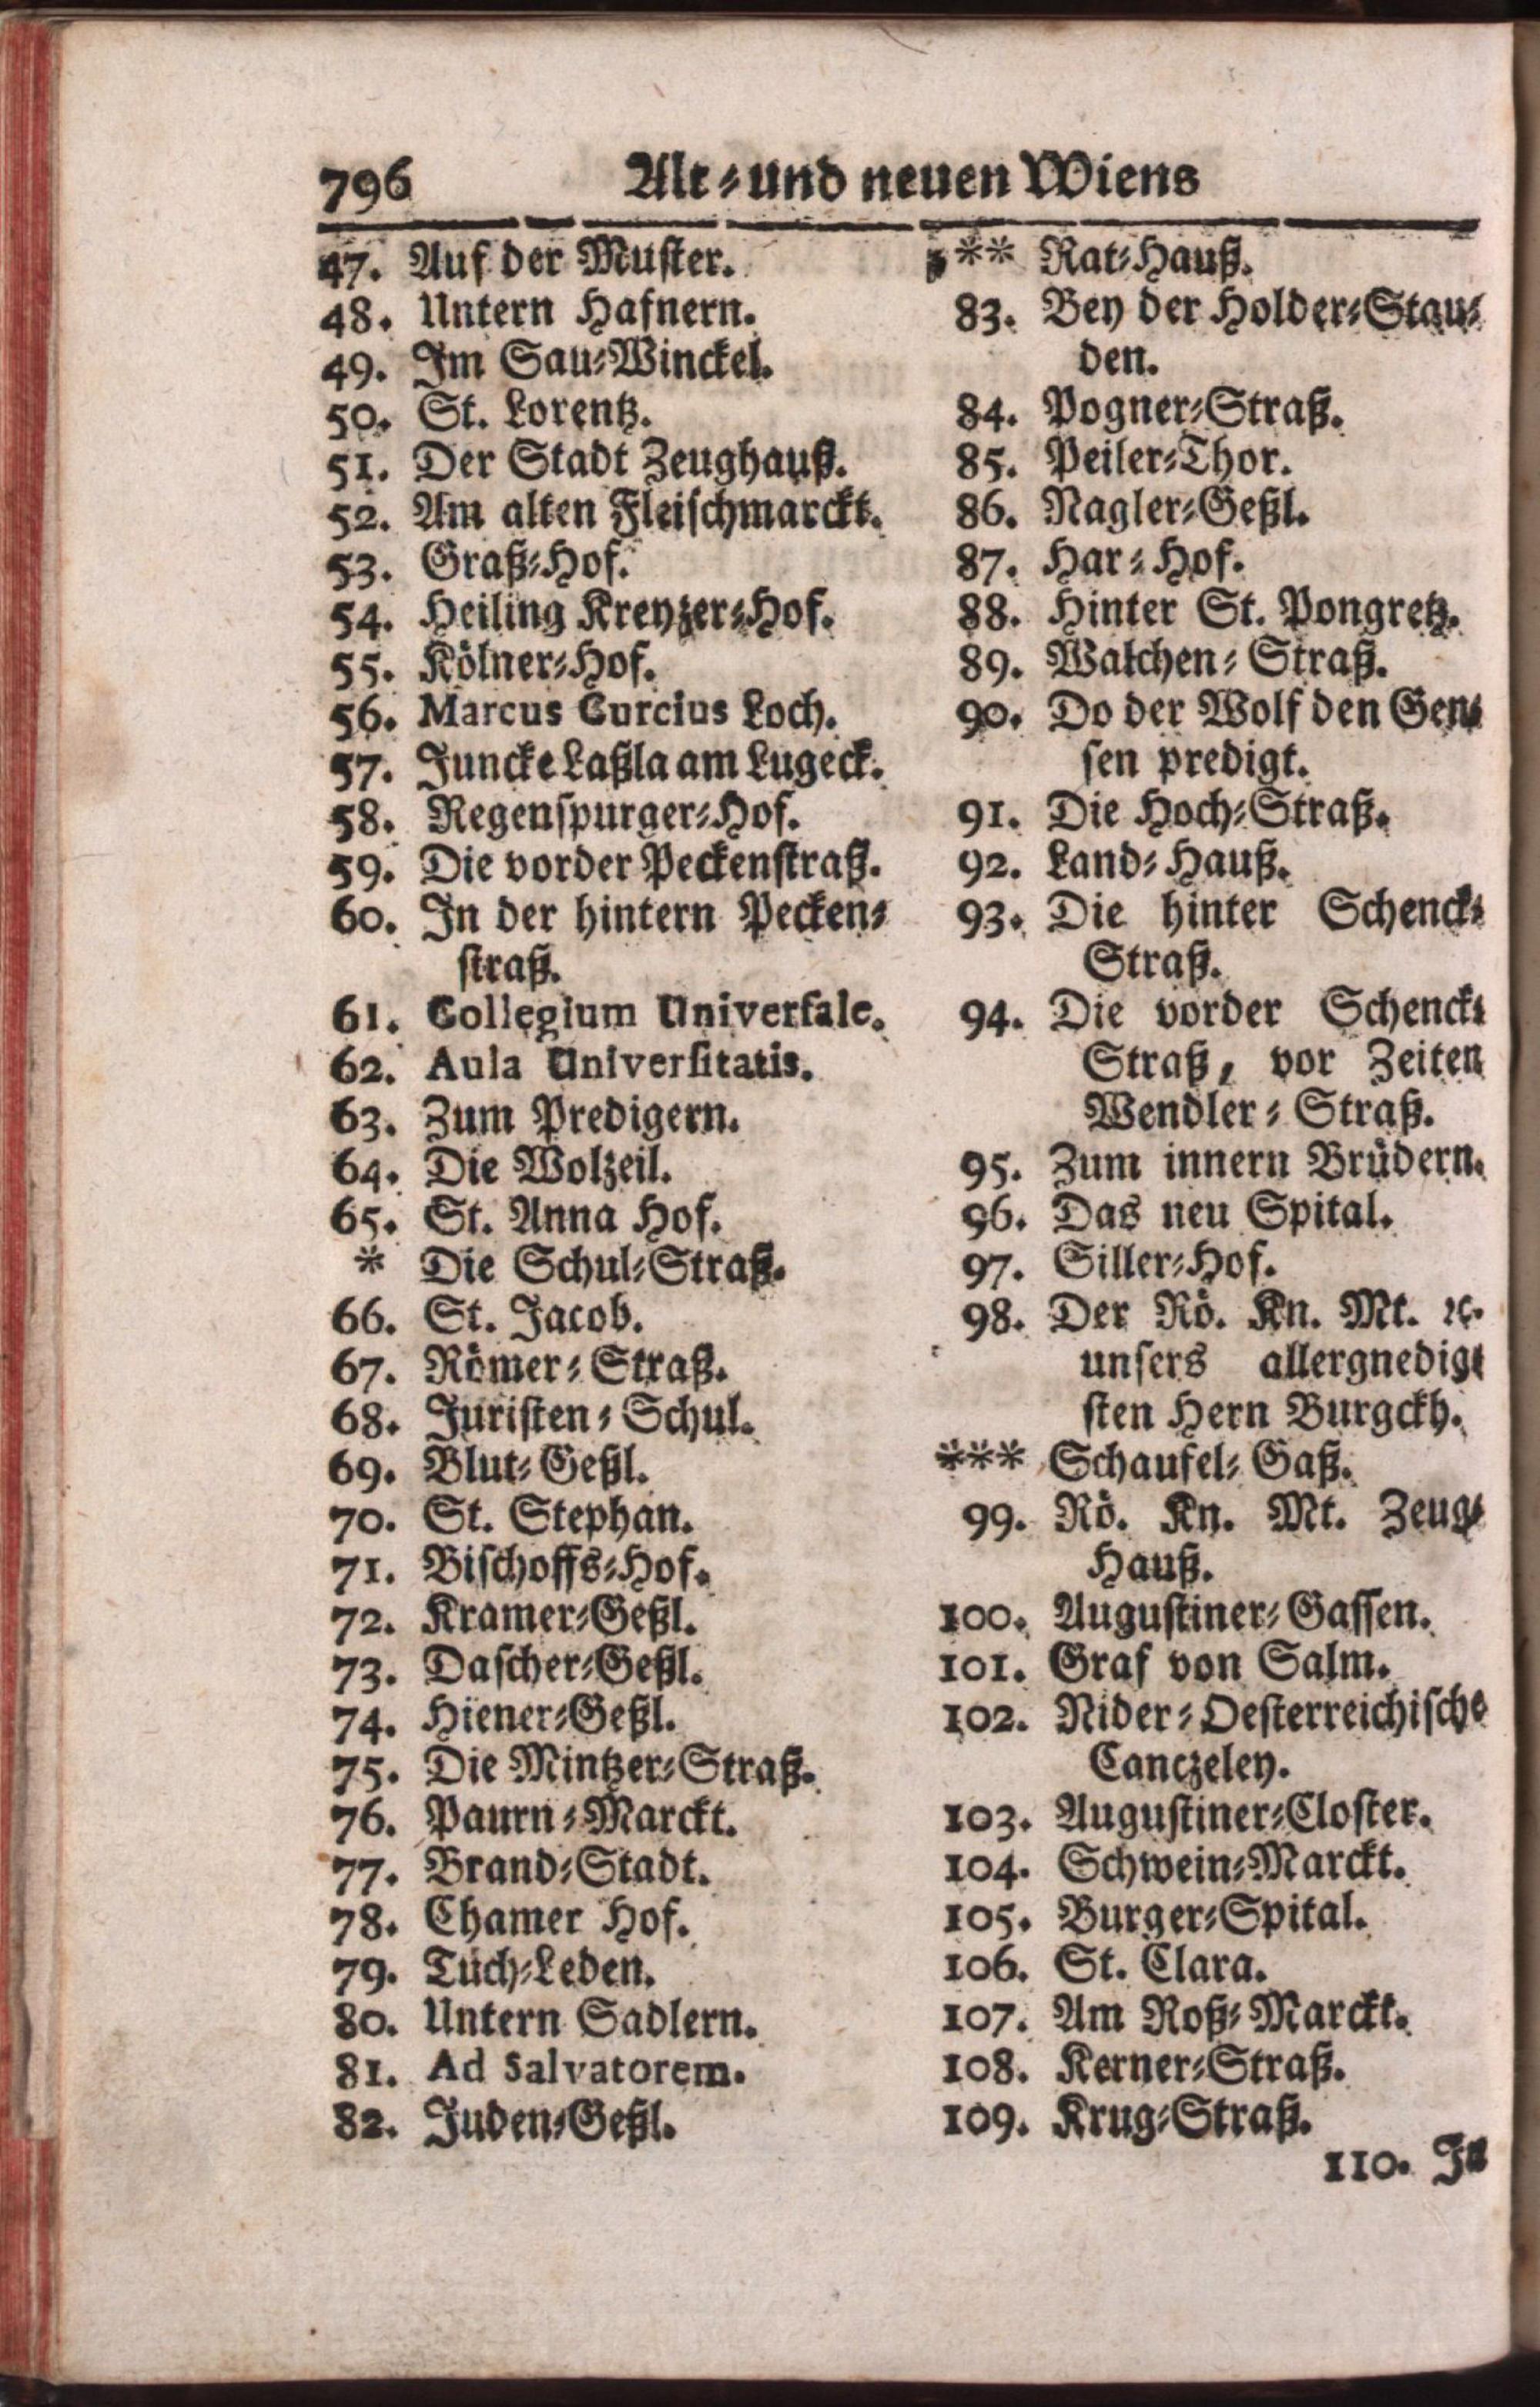 796 Alt-und neuen Wiens
47. Auf der Muster.
48. Untern Hafnern.
49. Im Sau-Winckel.
50. St. Lorentz.
51. Der Stadt Zeughauß.
52. Am alten Fleischmarckt.
53. Graß-Hof.
54. Heiling Kreyzer-Hof.
55. Kölner-Hof.
56. Marcus Curcius Loch.
57. Juncke Laßla am Lugeck.
58. Regenspurger-Hof.
59. Die vorder Peckenstraß.
60. In der hintern Pecken-
straß.
61. Collegium Universale.
62. Aula Universitatis.
63. Zum Predigern.
64. Die Wolzeil.
65. St. Anna Hof.
* Die Schul-Straß.
66. St. Jacob.
67. Römer-Straß.
68. Juristen-Schul.
69. Blut-Geßl.
70. St. Stephan.
71. Bischoffs-Hof.
72. Kramer-Geßl.
73. Dascher-Geßl.
74. Hiener-Geßl.
75. Die Mintzer-Straß.
76. Paurn-Marckt.
77. Brand-Stadt.
78. Chamer Hof.
79. Tuch-Leden.
80. Untern Sadlern.
81. Ad Salvatorem.
82. Juden-Geßl.
** Rat-Hauß.
83. Bey der Holder-Stau-
den.
84. Pogner-Straß.
85. Peiler-Thor.
86. Nagler-Geßl.
87. Har-Hof.
88. Hinter St. Pongretz.
89. Walchen-Straß.
90. Do der Wolf den Gen-
sen predigt.
91. Die Hoch-Straß.
92. Land-Hauß.
93. Die hinter Schenck-
Straß.
94. Die vorder Schenck-
Straß, vor Zeiten
Wendler-Straß.
95. Zum innern Brüdern.
96. Das neu Spital.
97. Siller-Hof.
98. Der Rö. Kn. Mt. ꝛc.
unsers allergnedig-
sten Hern Burgckh.
*** Schaufel-Gaß.
99. Rö. Kn. Mt. Zeug-
Hauß.
100. Augustiner-Gassen.
101. Graf von Salm.
102. Nider-Oesterreichische
Canczeley.
103. Augustiner-Closter.
104. Schwein-Marckt.
105. Burger-Spital.
106. St. Clara.
107. Am Roß-Marckt.
108. Kerner-Straß.
109. Krug-Straß.
110. In